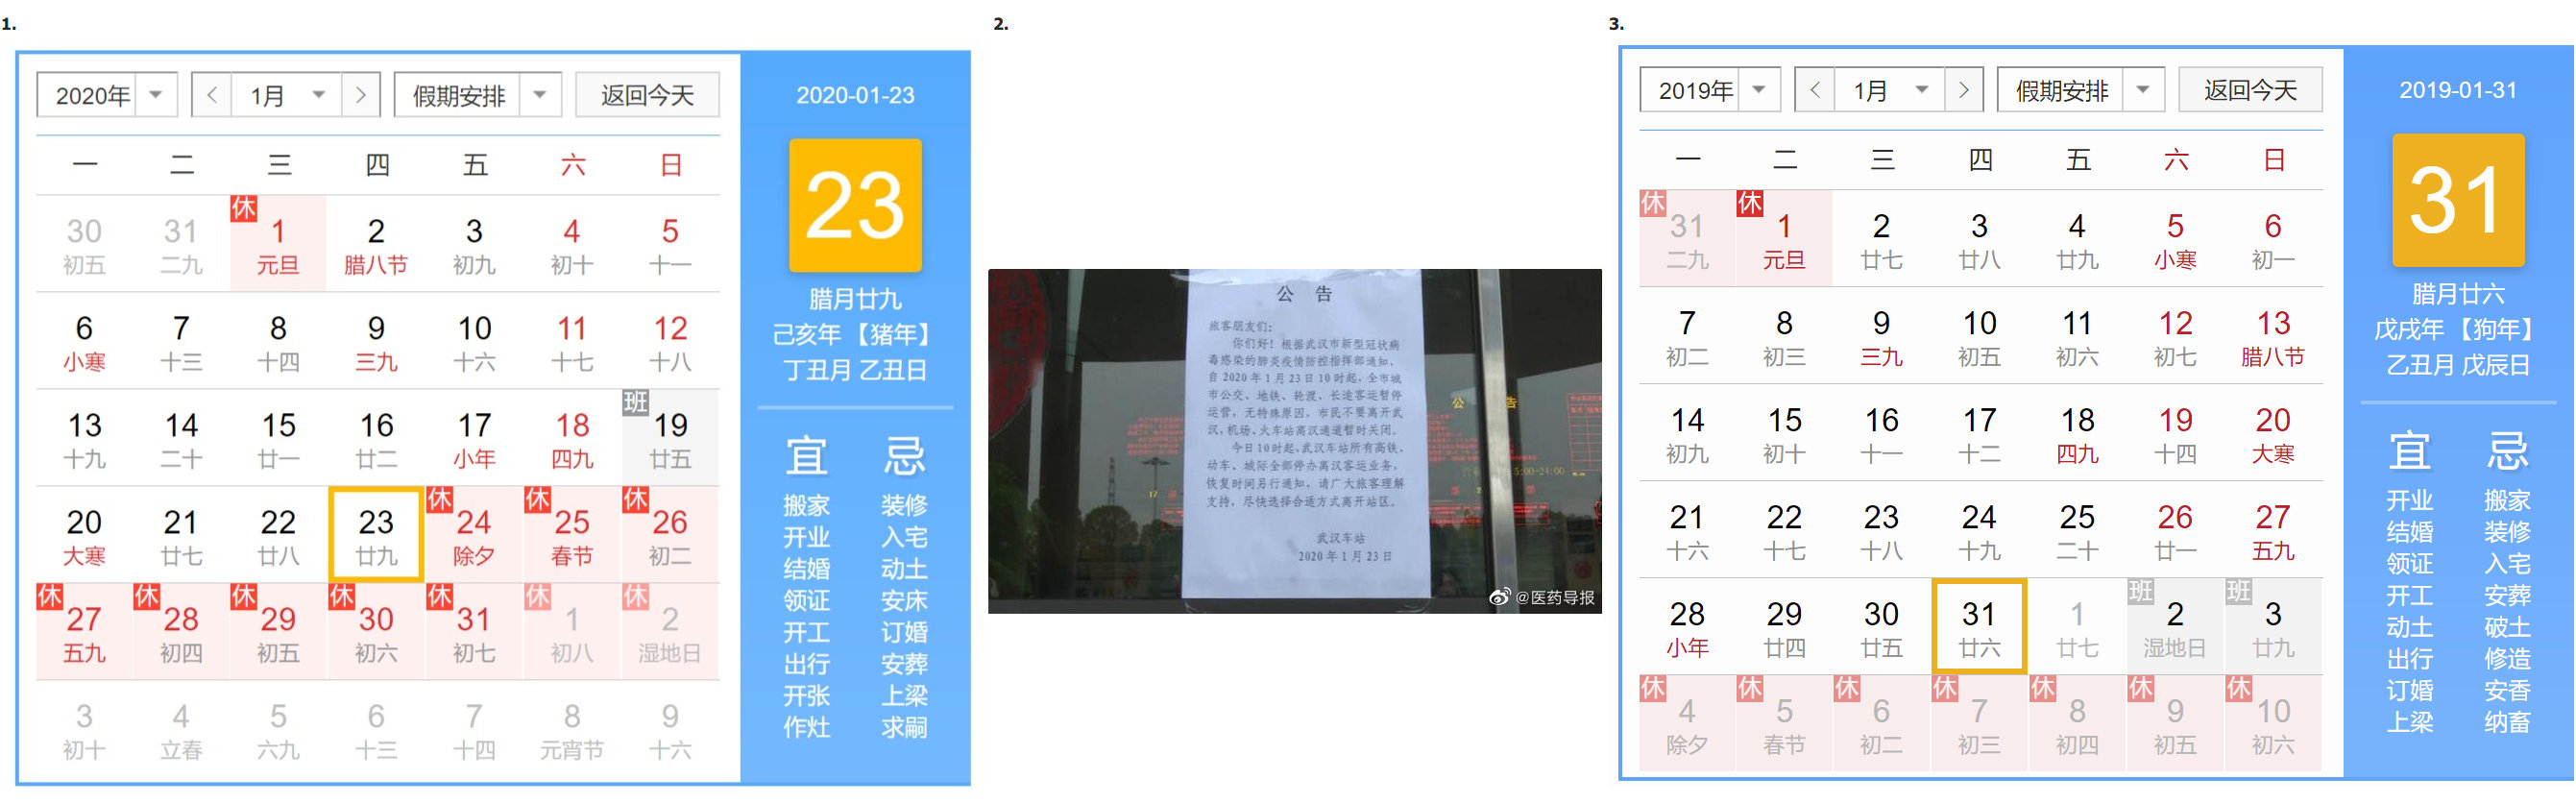 1.
2020年
1月
假期安排
返回今天
一 二 三 四 五 六 日
30 31 休 1 2 3 4 5
初五 二九 元旦 腊八节 初九 初十 十一
6 7 8 9 10 11 12
小寒 十三 十四 三九 十六 十七 十八
13 14 15 16 17 18 班 19
十九 二十 廿一 廿二 小年 四九 廿五
20 21 22 23 休 24 休 25 休 26
大寒 廿七 廿八 廿九 除夕 春节 初二
休 27 休 28 休 29 休 30 休 31 休 1 休 2
五九 初四 初五 初六 初七 初八 湿地日
3 4 5 6 7 8 9
初十 立春 六九 十三 十四 元宵节 十六
2020-01-23
23
腊月廿九
己亥年【猪年】
丁丑月 乙丑日
宜 忌
搬家 装修
开业 入宅
结婚 动土
领证 安床
开工 订婚
出行 安葬
开张 上梁
作灶 求嗣
2.
公 告
旅客朋友们:
你们好!根据武汉市新型冠状病
毒感染的肺炎疫情防控指挥部通知,
自2020年1月23日10时起,全市城
市公交、地铁、轮渡、长途客运暂停
运营,无特殊原因,市民不要离开武
汉,机场、火车站离汉通道暂时关闭。
今日10时起,武汉车站所有高铁、
动车、城际全部停办离汉客运业务,
恢复时间另行通知,请广大旅客理解
支持,尽快选择合适方式离开站区。
武汉车站
2020年1月23日
公 告
5:00-24:00
@医药导报
3.
2019年
1月
假期安排
返回今天
一 二 三 四 五 六 日
休 31 休 1 2 3 4 5 6
二九 元旦 廿七 廿八 廿九 小寒 初一
7 8 9 10 11 12 13
初二 初三 三九 初五 初六 初七 腊八节
14 15 16 17 18 19 20
初九 初十 十一 十二 四九 十四 大寒
21 22 23 24 25 26 27
十六 十七 十八 十九 二十 廿一 五九
28 29 30 31 1 班 2 班 3
小年 廿四 廿五 廿六 廿七 湿地日 廿九
休 4 休 5 休 6 休 7 休 8 休 9 休 10
除夕 春节 初二 初三 初四 初五 初六
2019-01-31
31
腊月廿六
戊戌年【狗年】
乙丑月 戊辰日
宜 忌
开业 搬家
结婚 装修
领证 入宅
开工 安葬
动土 破土
出行 修造
订婚 安香
上梁 纳畜